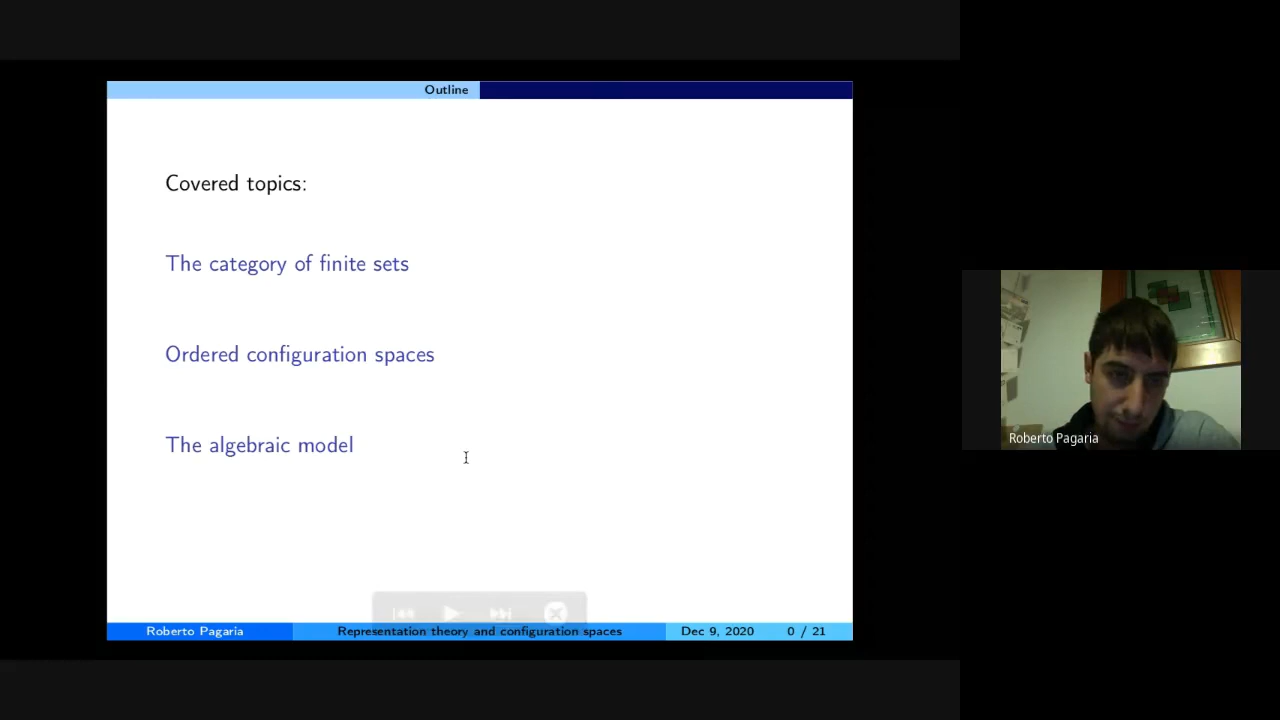 Outline
Covered topics:
The category of finite sets
Ordered configuration spaces
The algebraic model
Roberto Pagaria
Representation theory and configuration spaces
Dec 9, 2020
0 / 21
Roberto Pagaria